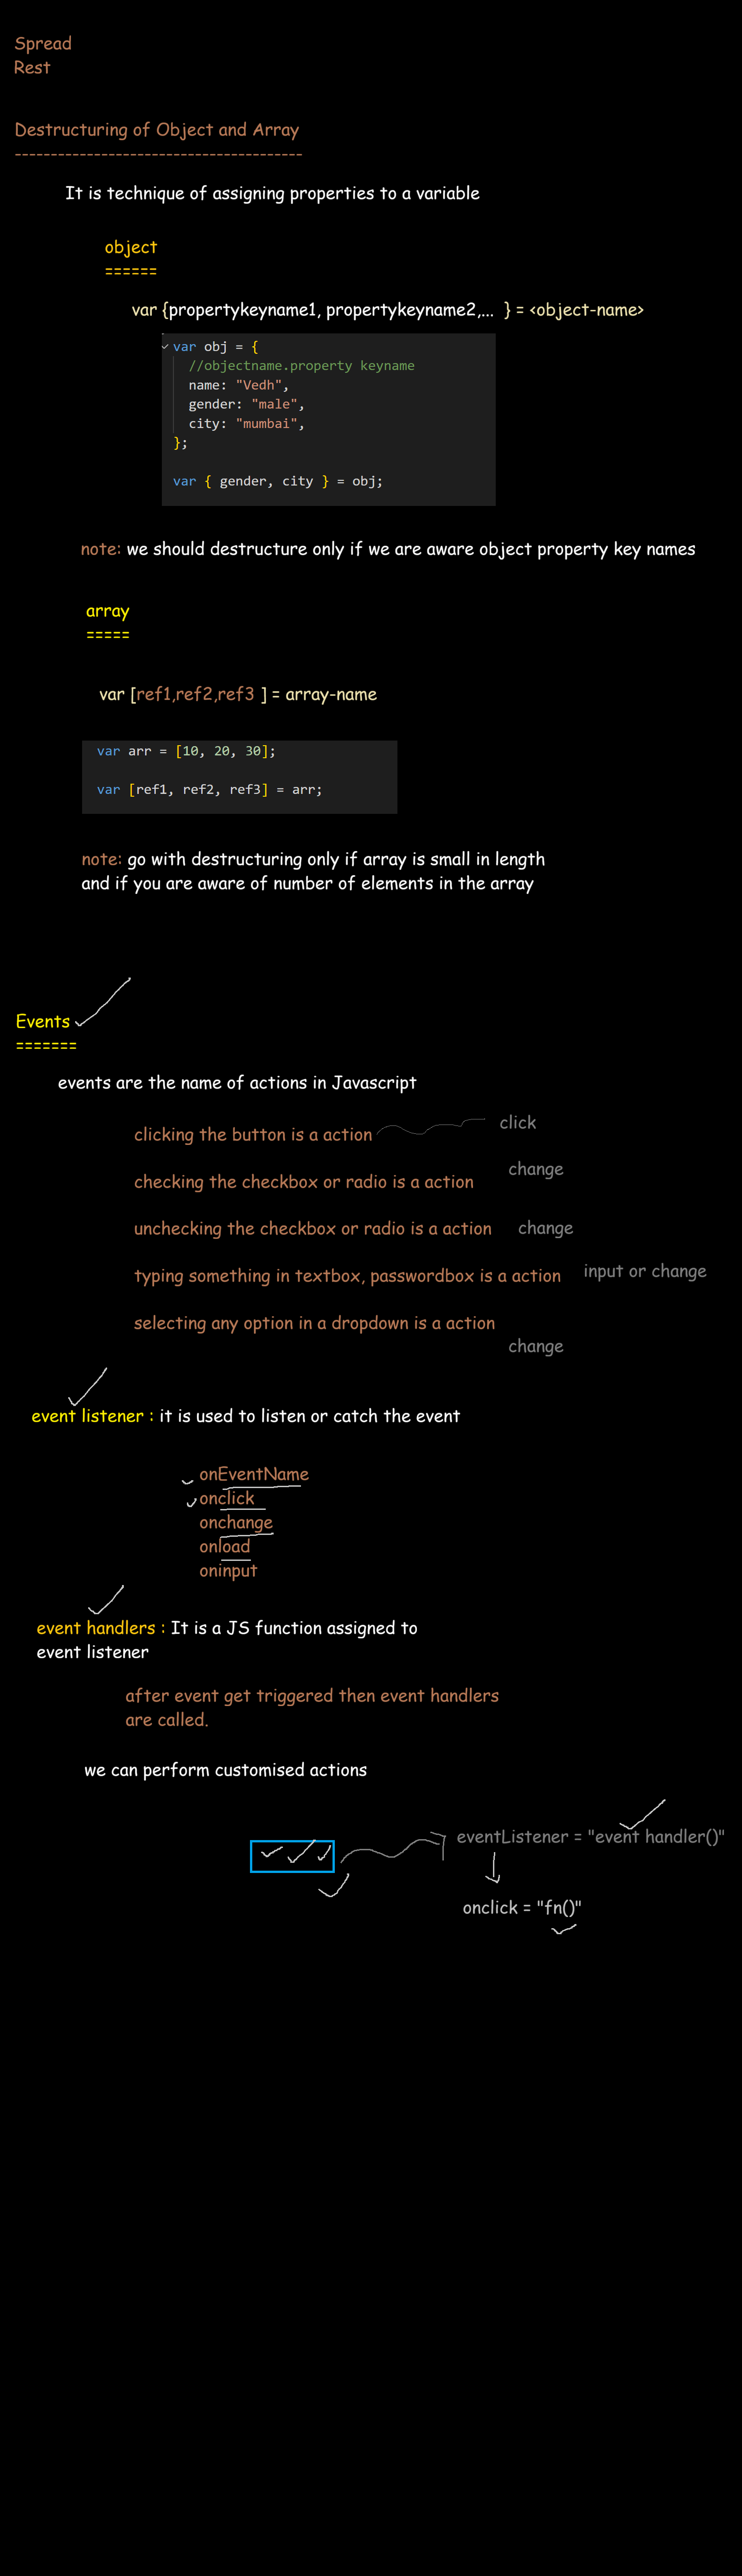 Spread
Rest
Destructuring of Object and Array
----------------------------------------
It is technique of assigning properties to a variable
object
======
var {propertykeyname1, propertykeyname2,... } = <object-name>
var obj = {
//objectname.property keyname
name: "Vedh",
gender: "male",
city: "mumbai",
};
var { gender, city } = obj;
note: we should destructure only if we are aware object property key names
array
=====
var [ref1,ref2,ref3 ] = array-name
var arr = [10, 20, 30];
var [ref1, ref2, ref3] = arr;
note: go with destructuring only if array is small in length
and if you are aware of number of elements in the array
Events
=======
events are the name of actions in Javascript
clicking the button is a action click
checking the checkbox or radio is a action change
unchecking the checkbox or radio is a action change
typing something in textbox, passwordbox is a action input or change
selecting any option in a dropdown is a action
change
event listener : it is used to listen or catch the event
onEventName
onclick
onchange
onload
oninput
event handlers : It is a JS function assigned to
event listener
after event get triggered then event handlers
are called.
we can perform customised actions
eventListener = "event handler()"
onclick = "fn()"